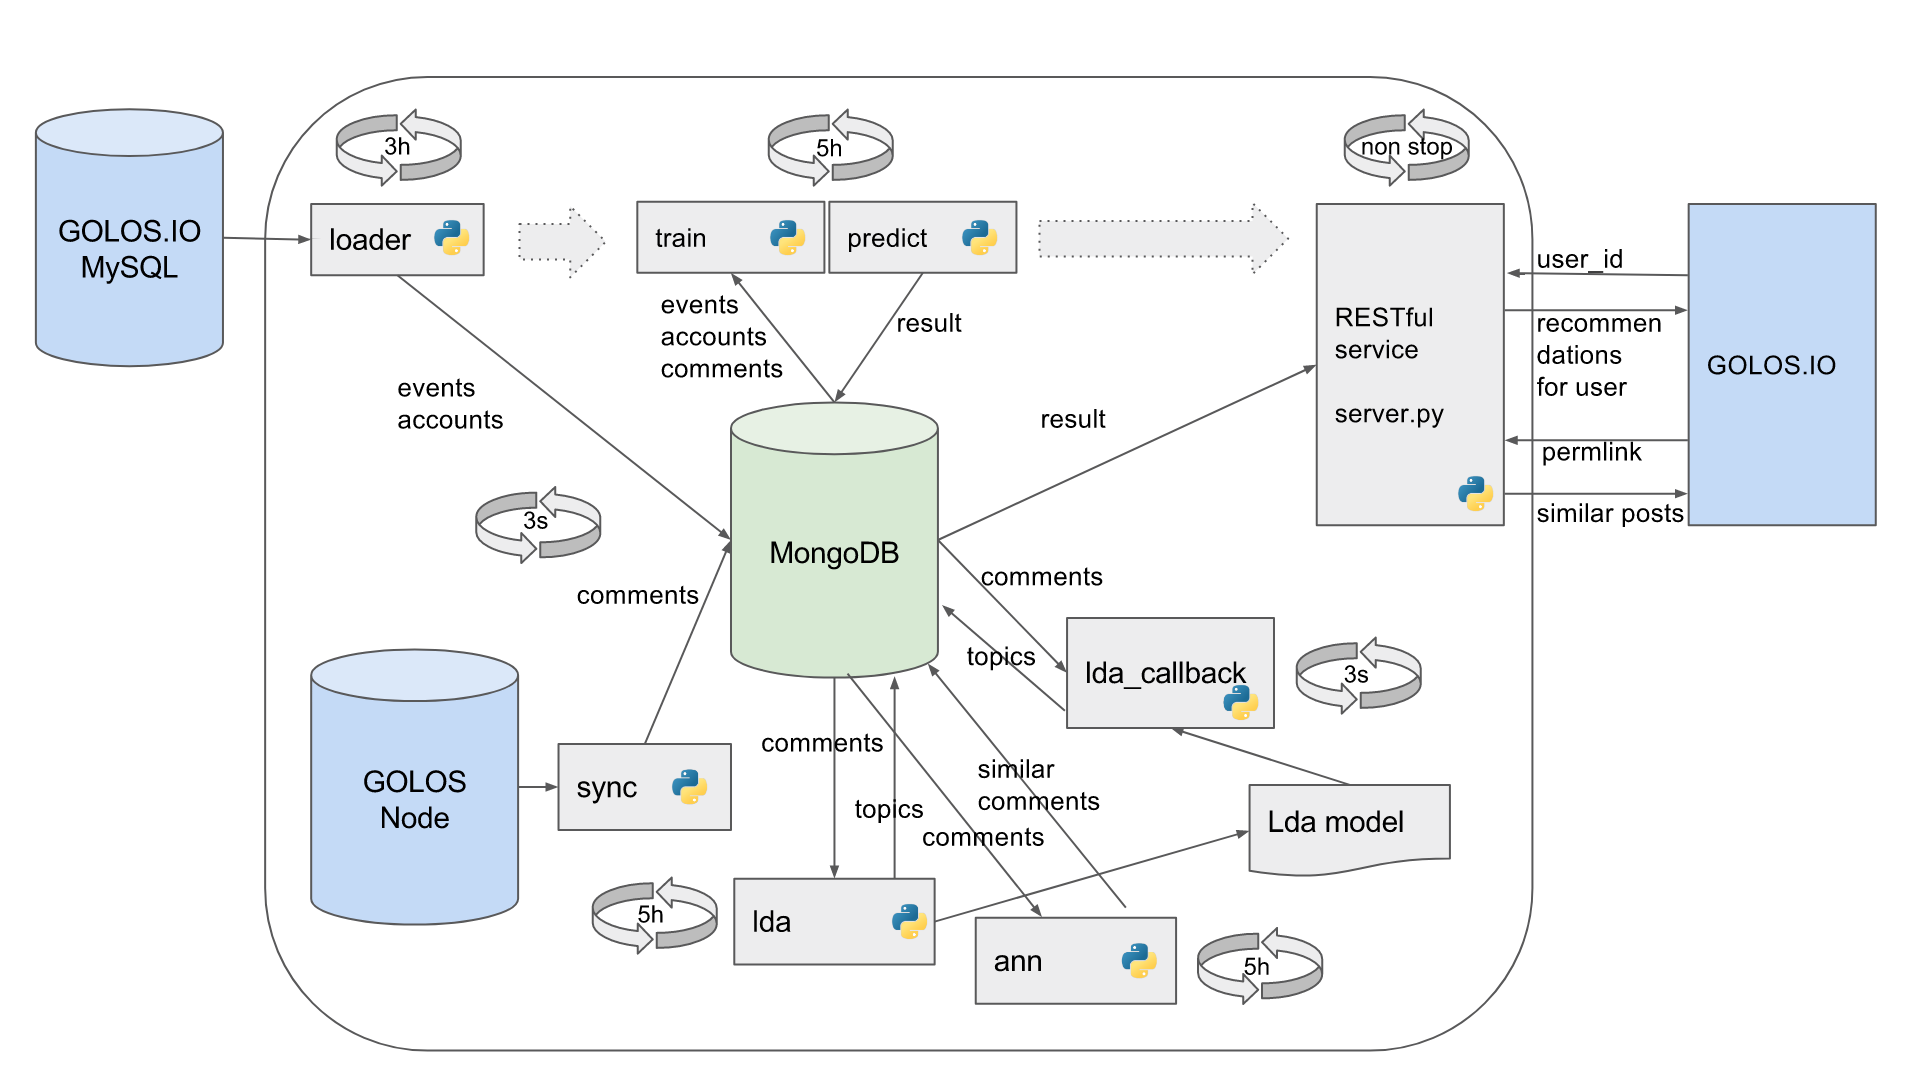 3h
5h
non stop
GOLOS.IO
MySQL
loader
train
predict
user_id
events
accounts
comments
result
RESTful
service
server.py
recommen
dations
for user
GOLOS.IO
events
accounts
result
permlink
similar posts
3s
MongoDB
comments
comments
topics
lda_callback
3s
GOLOS
Node
sync
comments
similar
comments
topics
comments
Lda model
5h
lda
ann
5h